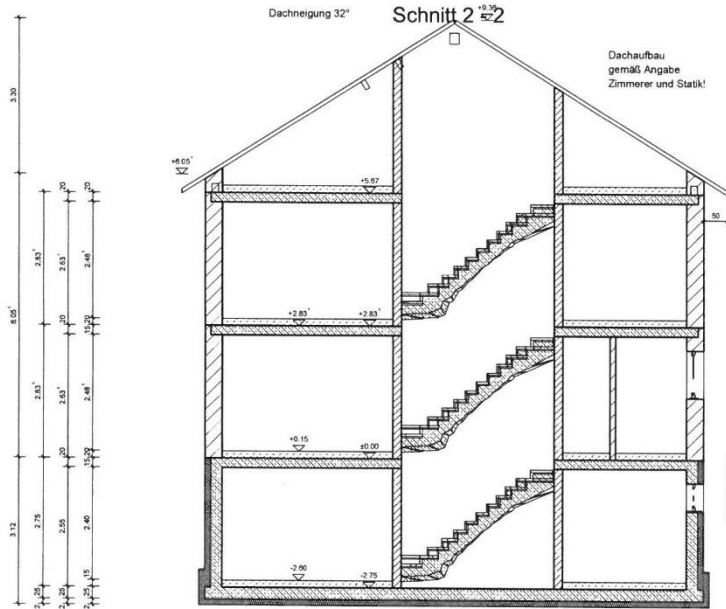 Dachneigung 32°
Schnitt 2-2
+9.36
Dachaufbau
gemäß Angabe
Zimmerer und Statik!
+6.05⁺
+5.67
50
+2.83⁺ +2.83⁺
+0.15 ±0.00
-2.60 -2.75
3.30
6.05⁺
3.12
20 20 20
2.83⁺ 2.63⁺ 2.48⁺
20 15 20
2.83 2.63 2.48⁺
20 15 20
2.75 2.55 2.40
15
25 25 25